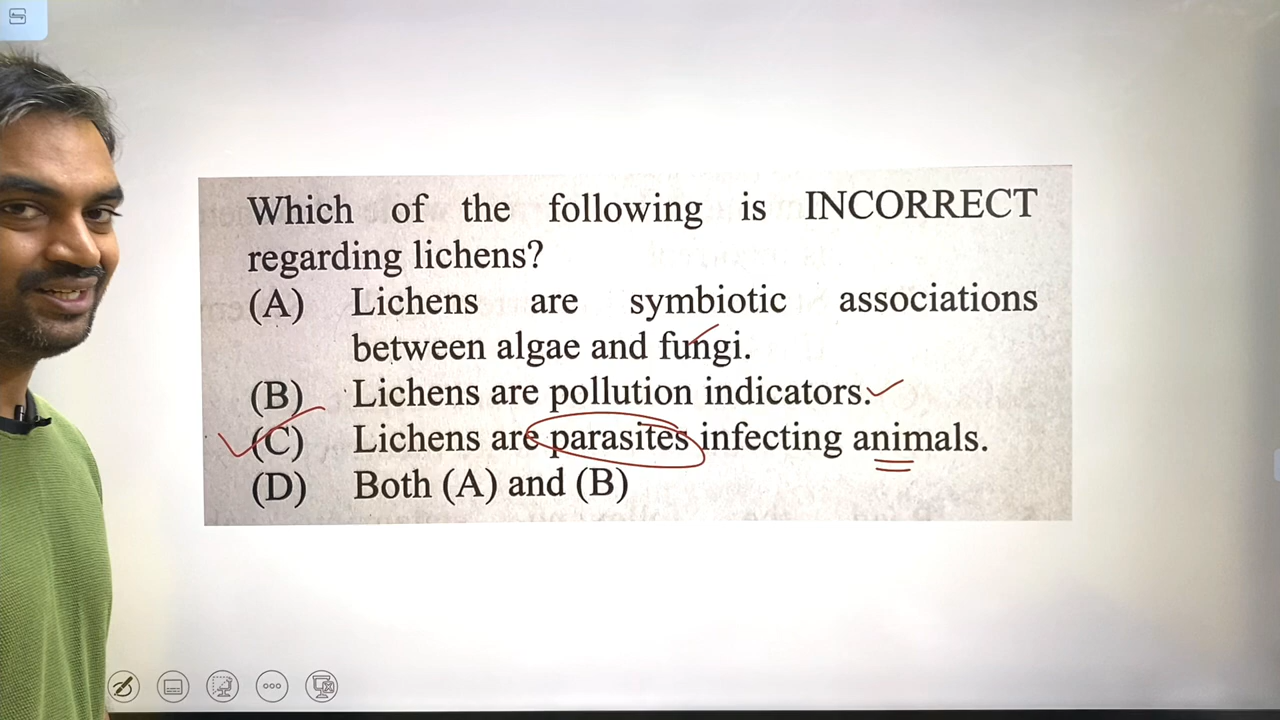 Which of the following is INCORRECT
regarding lichens?
(A) Lichens are symbiotic associations
between algae and fungi.
(B) Lichens are pollution indicators.
(C) Lichens are parasites infecting animals.
(D) Both (A) and (B)